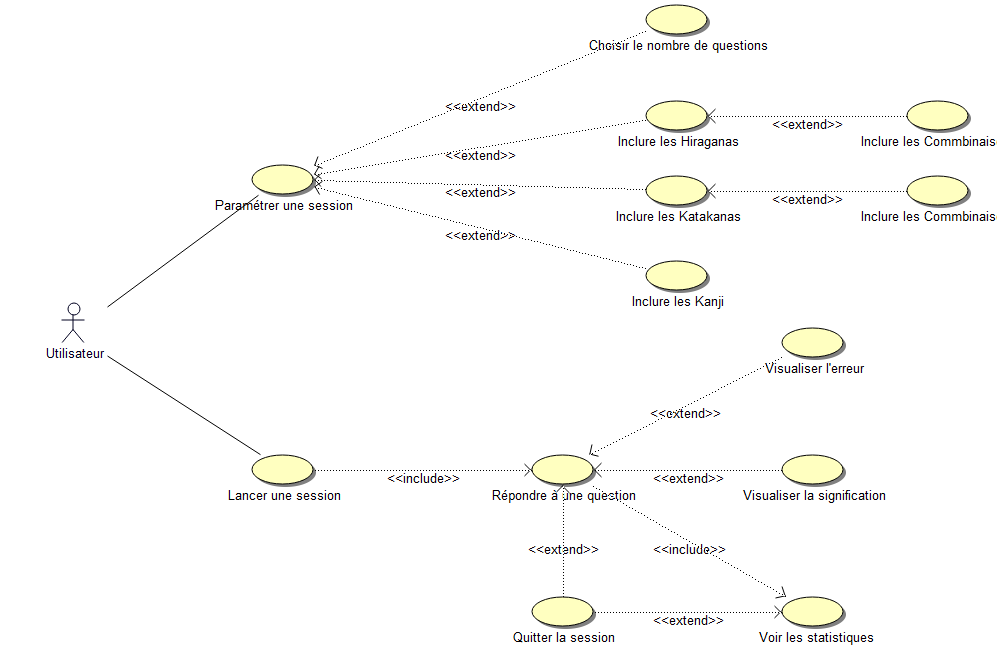 Choisir le nombre de questions
<<extend>>
Inclure les Hiraganas
<<extend>>
Inclure les Commbinais
<<extend>>
Paramétrer une session
<<extend>>
Inclure les Katakanas
<<extend>>
Inclure les Commbinais
<<extend>>
Inclure les Kanji
Utilisateur
Visualiser l'erreur
<<extend>>
Lancer une session
<<include>>
Répondre à une question
<<extend>>
Visualiser la signification
<<extend>>
<<include>>
Quitter la session
<<extend>>
Voir les statistiques